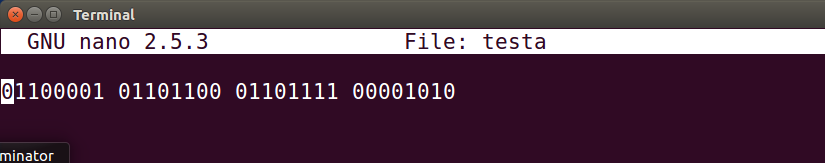 Terminal
GNU nano 2.5.3 File: testa
01100001 01101100 01101111 00001010
minator